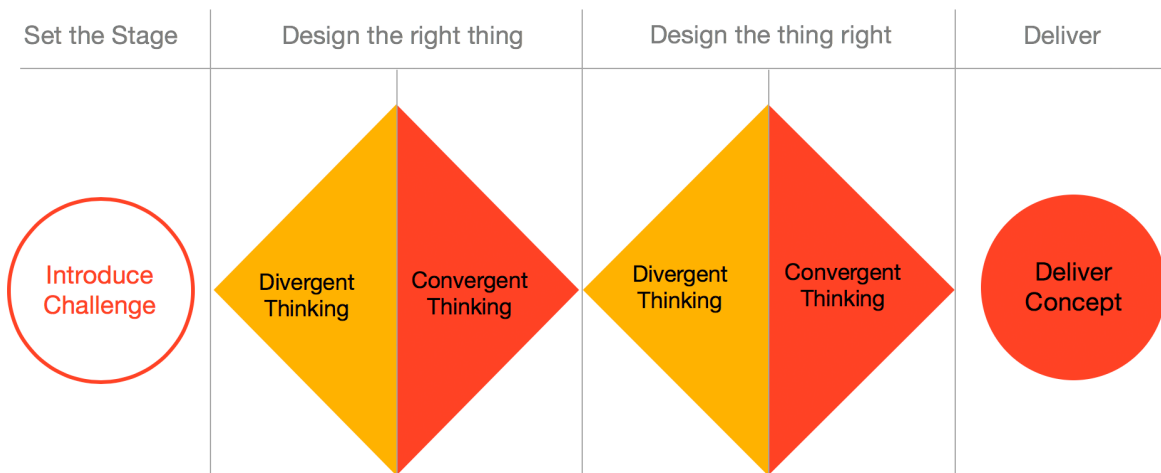 Set the Stage
Design the right thing
Design the thing right
Deliver
Introduce
Challenge
Divergent
Thinking
Convergent
Thinking
Divergent
Thinking
Convergent
Thinking
Deliver
Concept